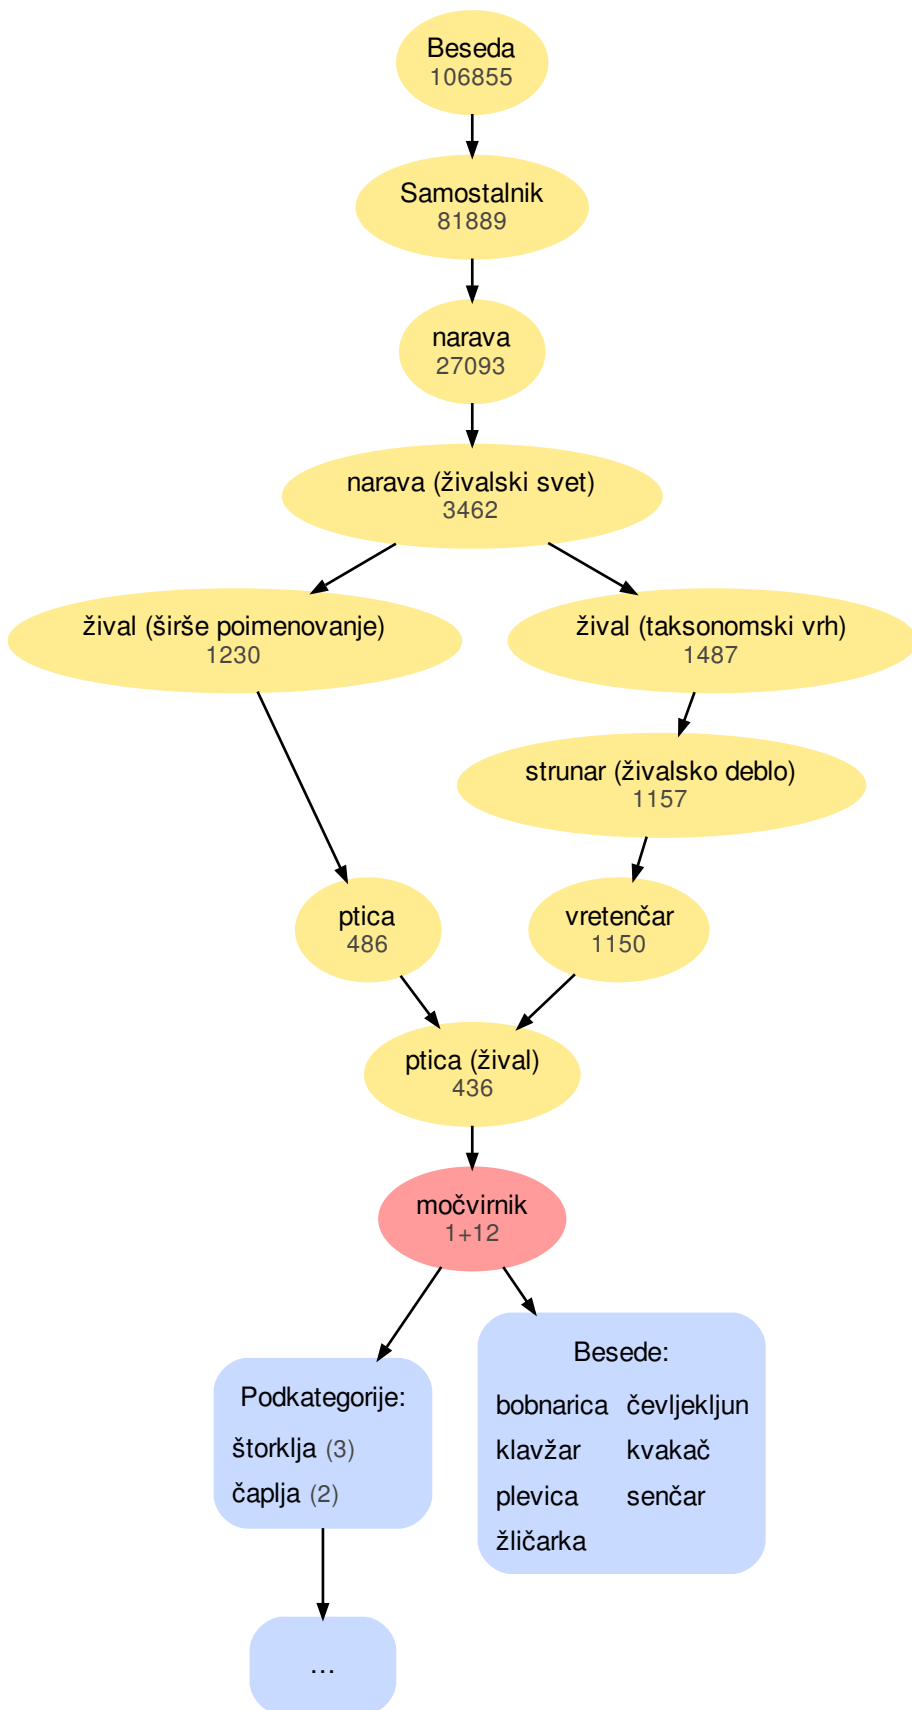 Beseda
106855
Samostalnik
81889
narava
27093
narava (živalski svet)
3462
žival (širše poimenovanje)
1230
žival (taksonomski vrh)
1487
strunar (živalsko deblo)
1157
ptica
486
vretenčar
1150
ptica (žival)
436
močvirnik
1+12
Podkategorije:
štorklja (3)
čaplja (2)
...
Besede:
bobnarica čevljekljun
klavžar kvakač
plevica senčar
žličarka